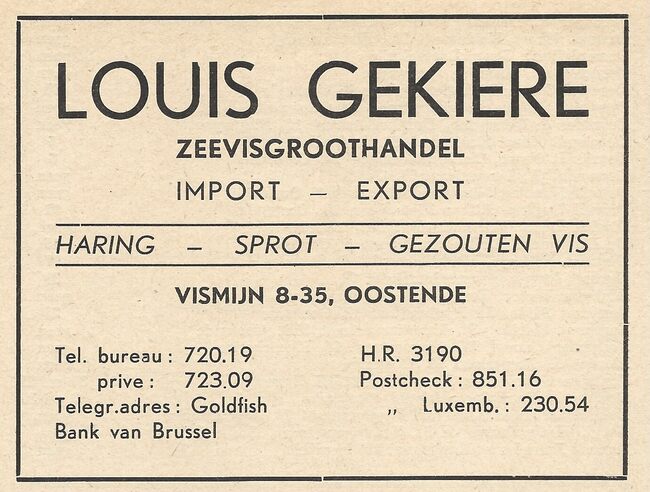 LOUIS GEKIERE
ZEEVISGROOTHANDEL
IMPORT – EXPORT
HARING – SPROT – GEZOUTEN VIS
VISMIJN 8-35, OOSTENDE
Tel. bureau : 720.19
prive : 723.09
Telegr.adres : Goldfish
Bank van Brussel
H.R. 3190
Postcheck : 851.16
„ Luxemb. : 230.54